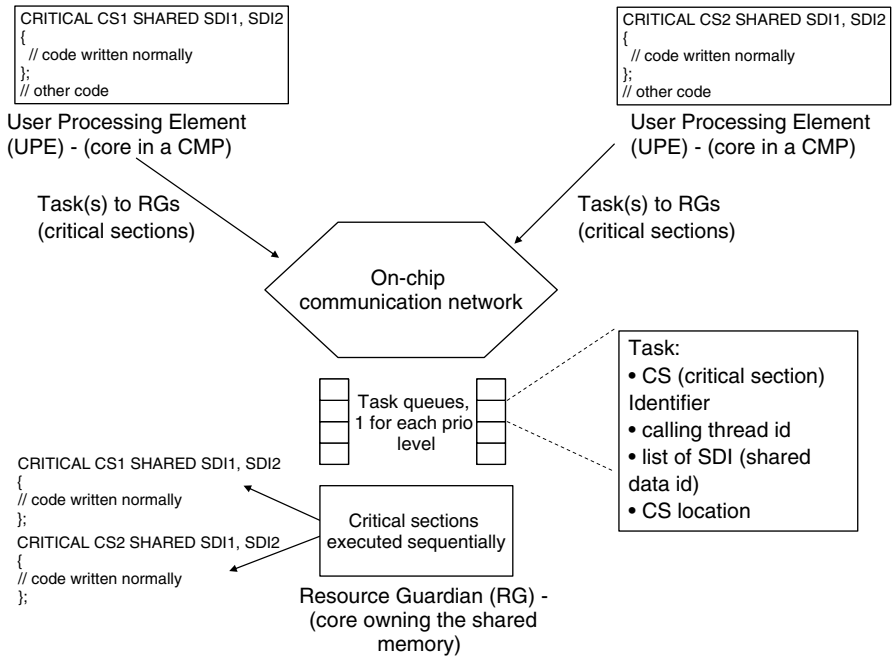 CRITICAL CS1 SHARED SDI1, SDI2
{
// code written normally
};
// other code
User Processing Element
(UPE) - (core in a CMP)
CRITICAL CS2 SHARED SDI1, SDI2
{
// code written normally
};
// other code
User Processing Element
(UPE) - (core in a CMP)
Task(s) to RGs
(critical sections)
Task(s) to RGs
(critical sections)
On-chip
communication network
Task queues,
1 for each prio
level
Task:
• CS (critical section)
Identifier
• calling thread id
• list of SDI (shared
data id)
• CS location
CRITICAL CS1 SHARED SDI1, SDI2
{
// code written normally
};
CRITICAL CS2 SHARED SDI1, SDI2
{
// code written normally
};
Critical sections
executed sequentially
Resource Guardian (RG) -
(core owning the shared
memory)